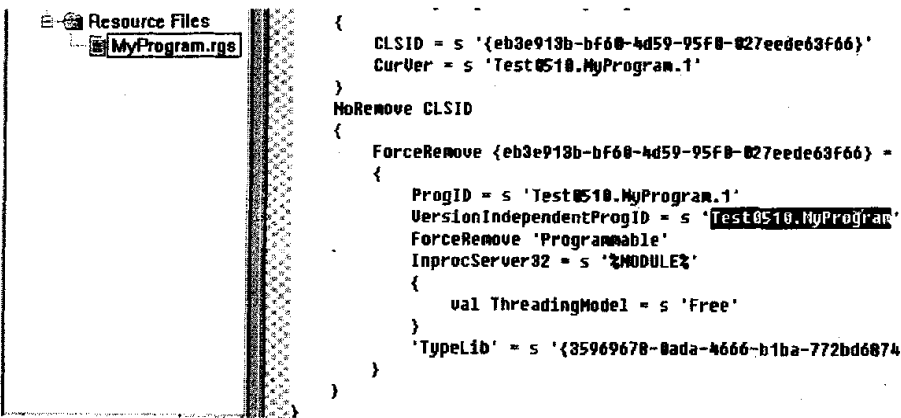 Resource Files
MyProgram.rgs
{
CLSID = s '{eb3e913b-bf60-4d59-95f0-027eede63f66}'
CurVer = s 'Test0510.MyProgram.1'
}
NoRemove CLSID
{
ForceRemove {eb3e913b-bf60-4d59-95f0-027eede63f66} =
{
ProgID = s 'Test0510.MyProgram.1'
VersionIndependentProgID = s 'Test0510.MyProgram'
ForceRemove 'Programmable'
InprocServer32 = s '%MODULE%'
{
val ThreadingModel = s 'Free'
}
'TypeLib' = s '{35969670-0ada-4666-b1ba-772bd6874
}
}
}